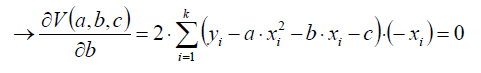 → ∂V(a,b,c)/∂b = 2 · ∑_{i=1}^{k} (y_i − a · x_i^2 − b · x_i − c) · (−x_i) = 0